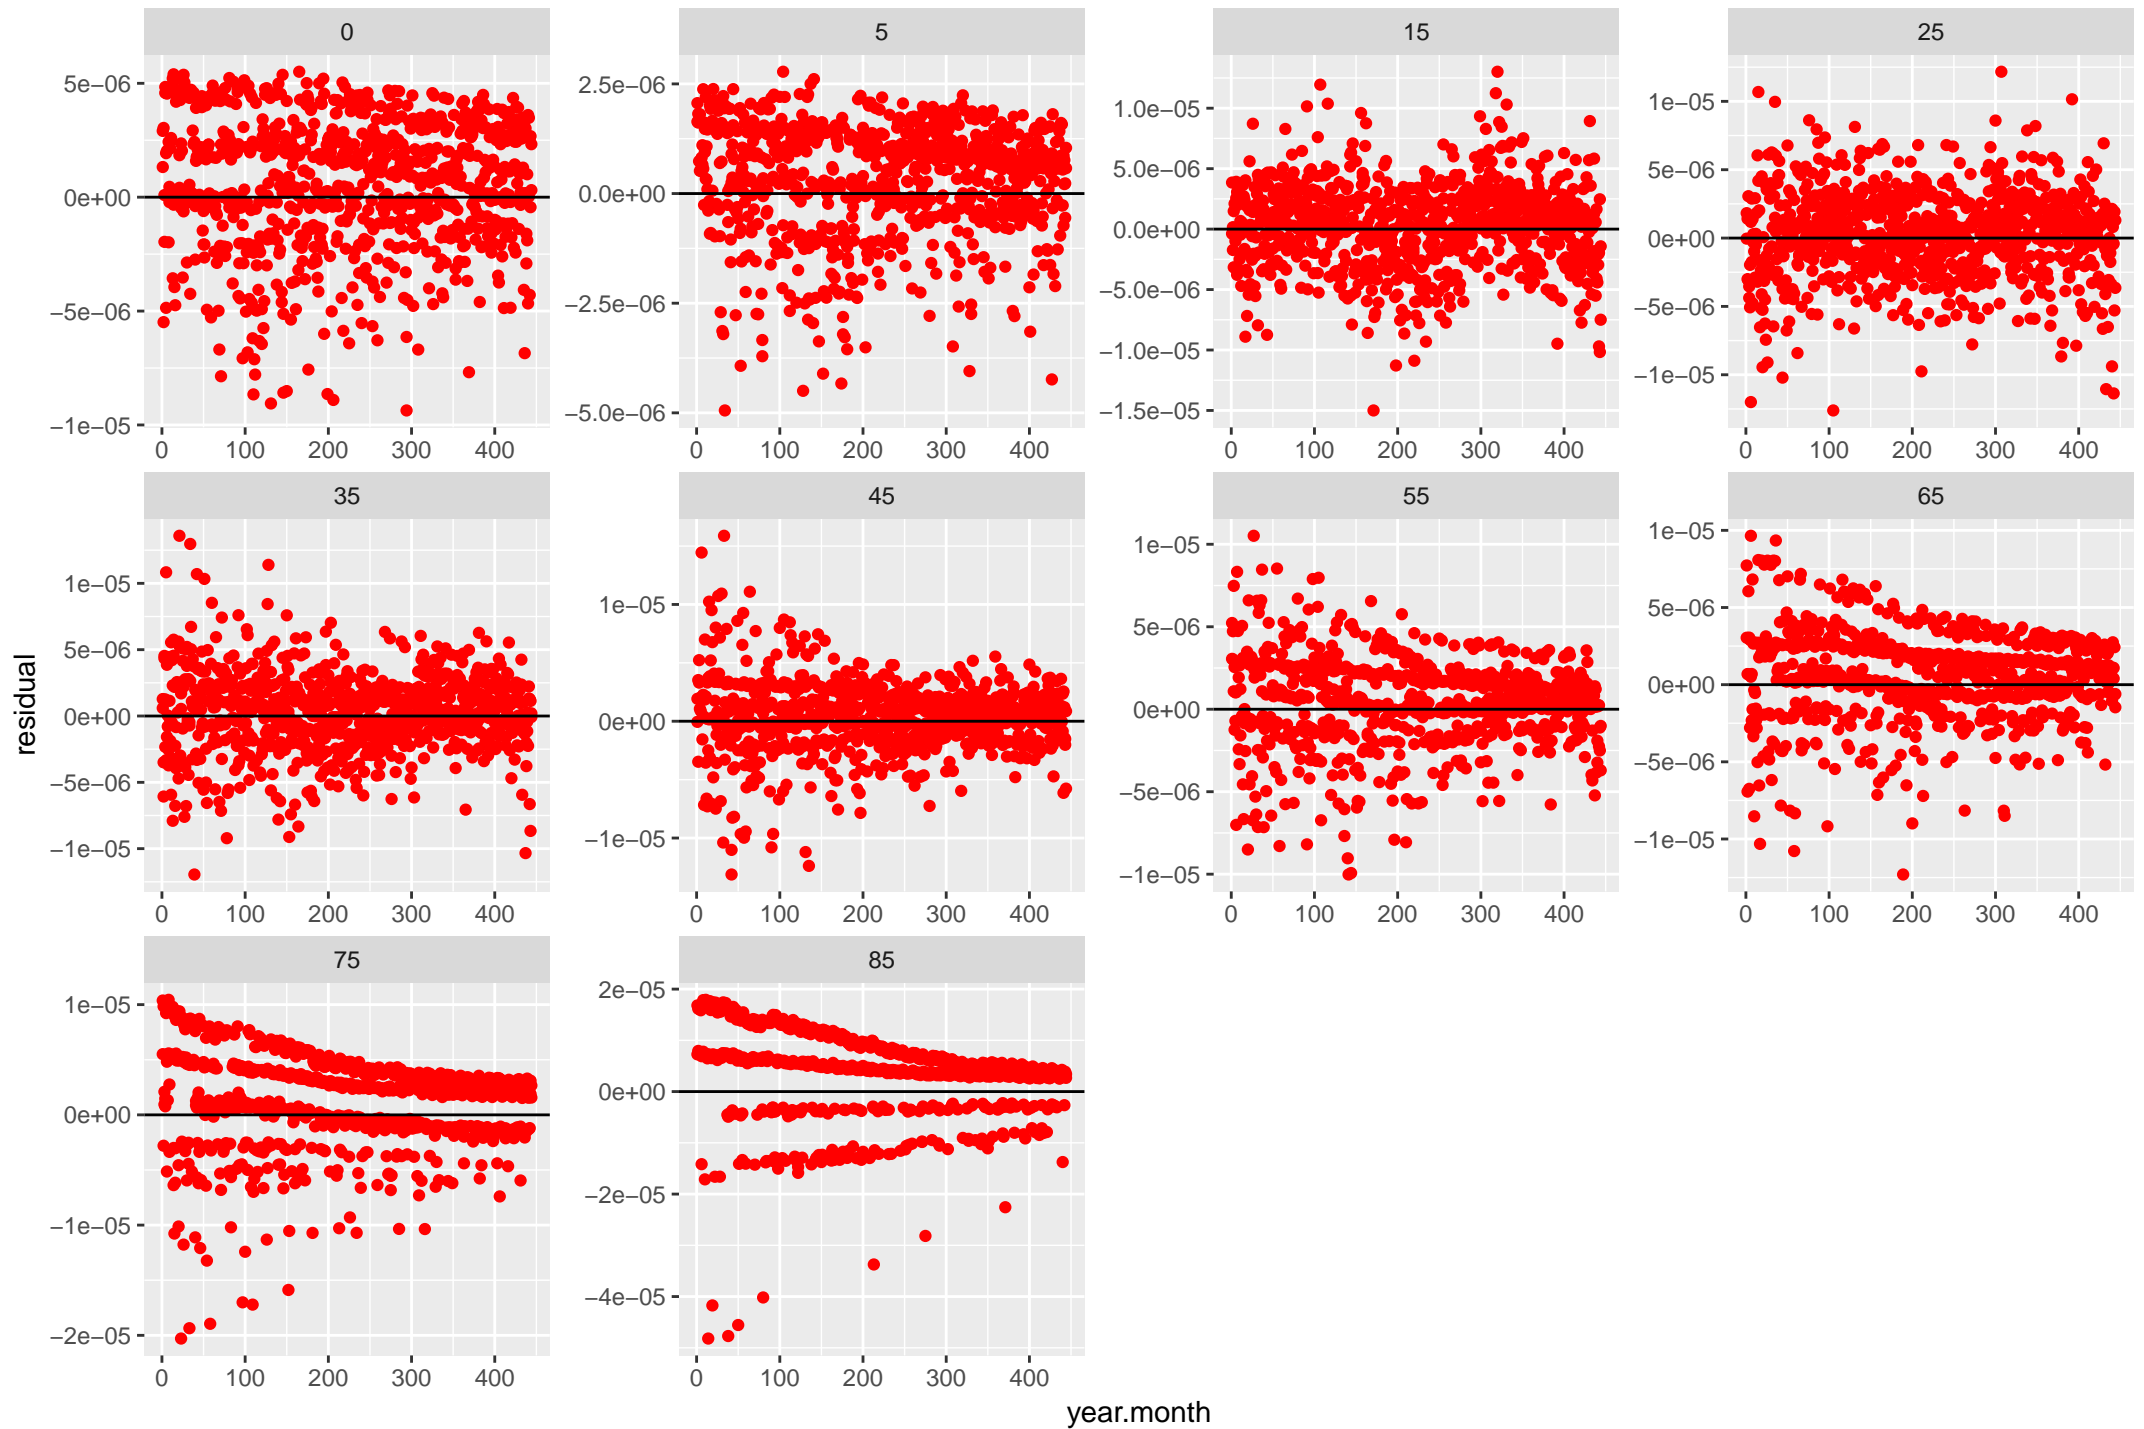 0 5 15 25
5e−06
0e+00
−5e−06
−1e−05
0 100 200 300 400
2.5e−06
0.0e+00
−2.5e−06
−5.0e−06
0 100 200 300 400
1.0e−05
5.0e−06
0.0e+00
−5.0e−06
−1.0e−05
−1.5e−05
0 100 200 300 400
1e−05
5e−06
0e+00
−5e−06
−1e−05
0 100 200 300 400
35 45 55 65
1e−05
5e−06
0e+00
−5e−06
−1e−05
0 100 200 300 400
1e−05
0e+00
−1e−05
0 100 200 300 400
1e−05
5e−06
0e+00
−5e−06
−1e−05
0 100 200 300 400
1e−05
5e−06
0e+00
−5e−06
−1e−05
0 100 200 300 400
75 85
1e−05
0e+00
−1e−05
−2e−05
0 100 200 300 400
2e−05
0e+00
−2e−05
−4e−05
0 100 200 300 400
residual
year.month